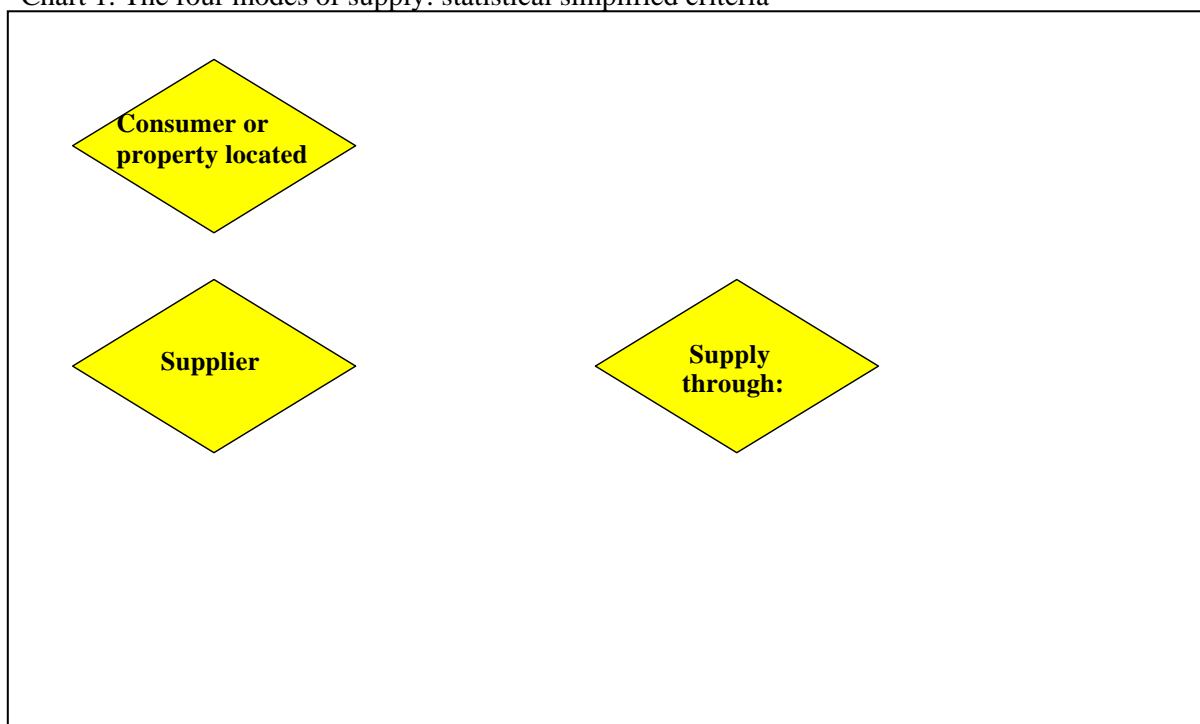 Chart 1: The four modes of supply: statistical simplified criteria
Consumer or
property located
Supplier
Supply
through: